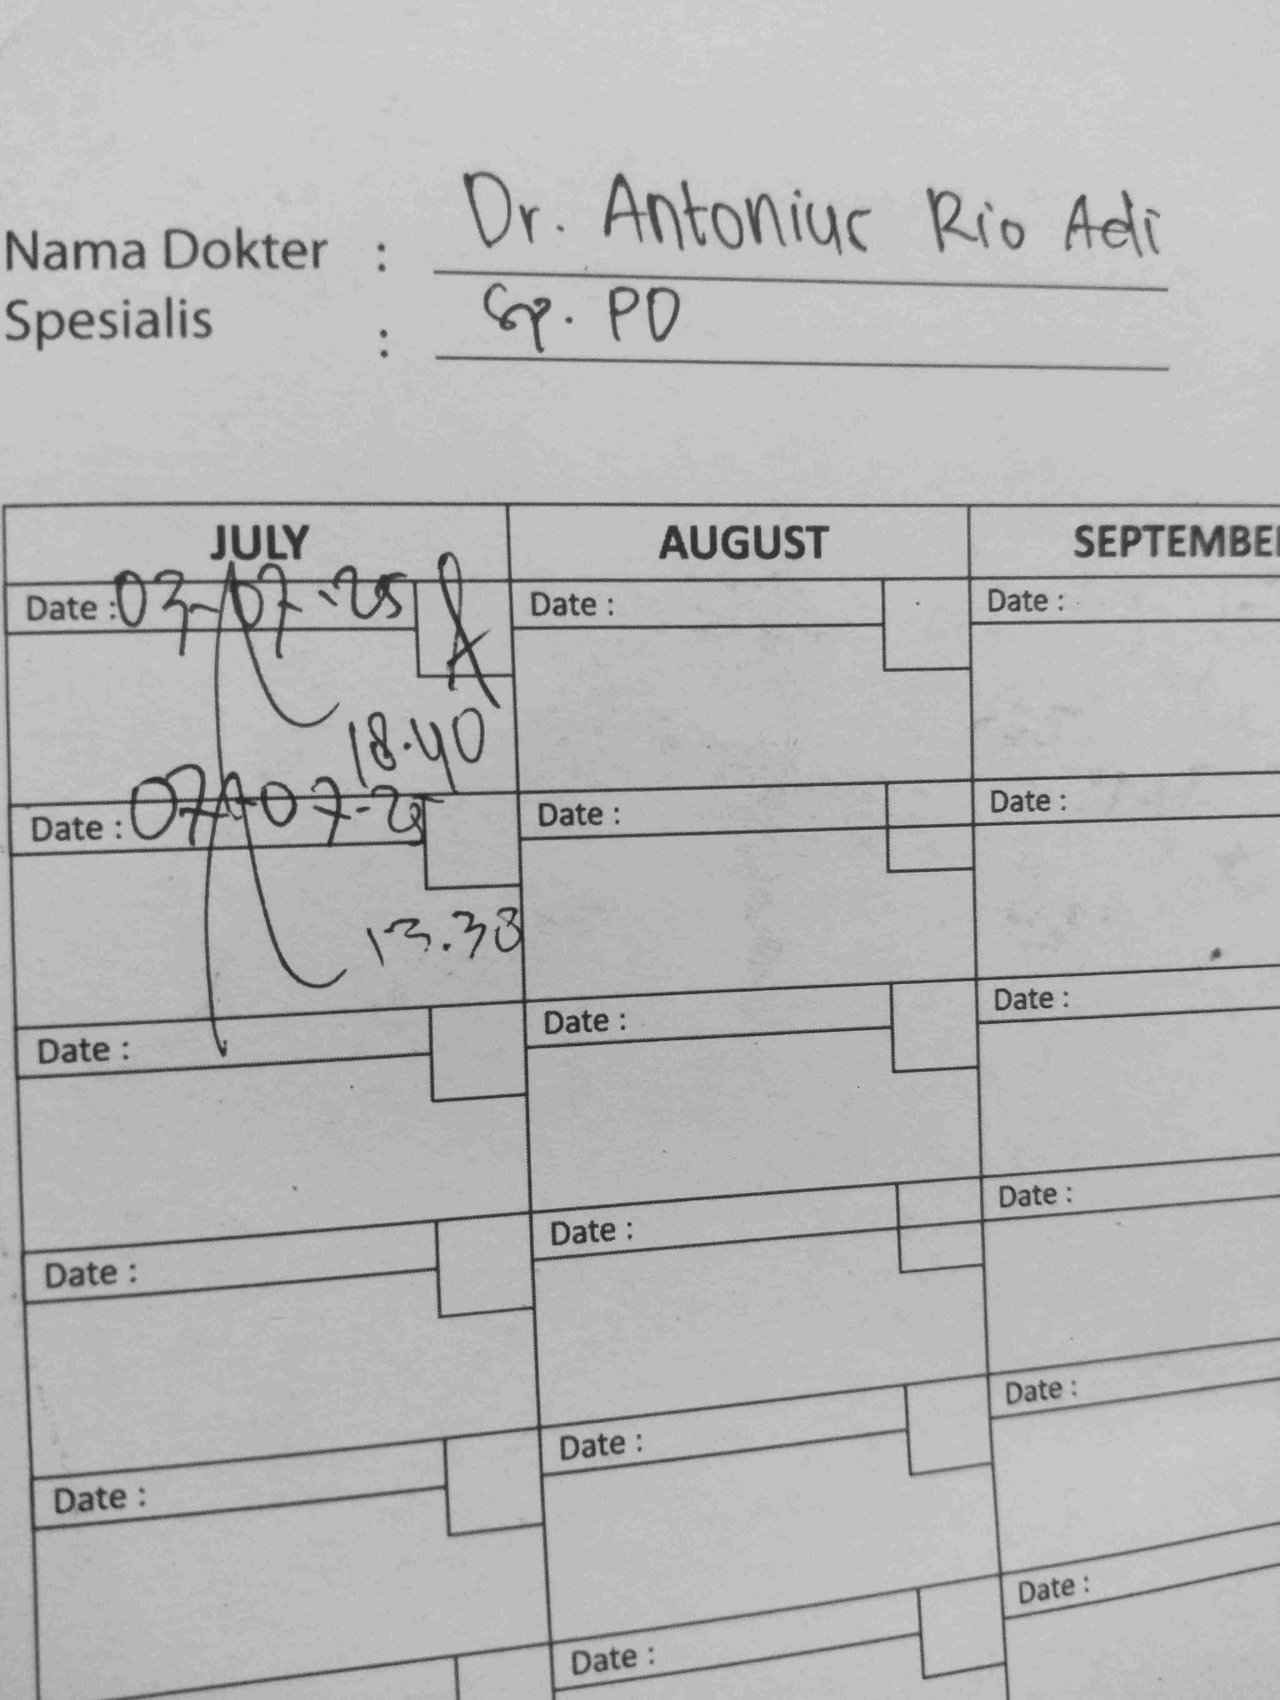 Nama Dokter : Dr. Antonius Rio Adi
Spesialis : Sp. PD
JULY AUGUST SEPTEMBE
Date : 03-07-25 Date : Date :
18.40
Date : 07-07-25 Date : Date :
13.38
Date : Date : Date :
Date : Date : Date :
Date : Date : Date :
Date : Date :